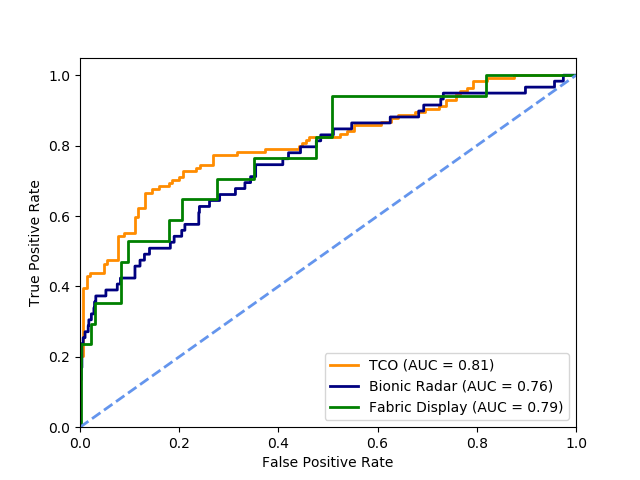 1.0
0.8
0.6
0.4
0.2
0.0
True Positive Rate
TCO (AUC = 0.81)
Bionic Radar (AUC = 0.76)
Fabric Display (AUC = 0.79)
0.0 0.2 0.4 0.6 0.8 1.0
False Positive Rate